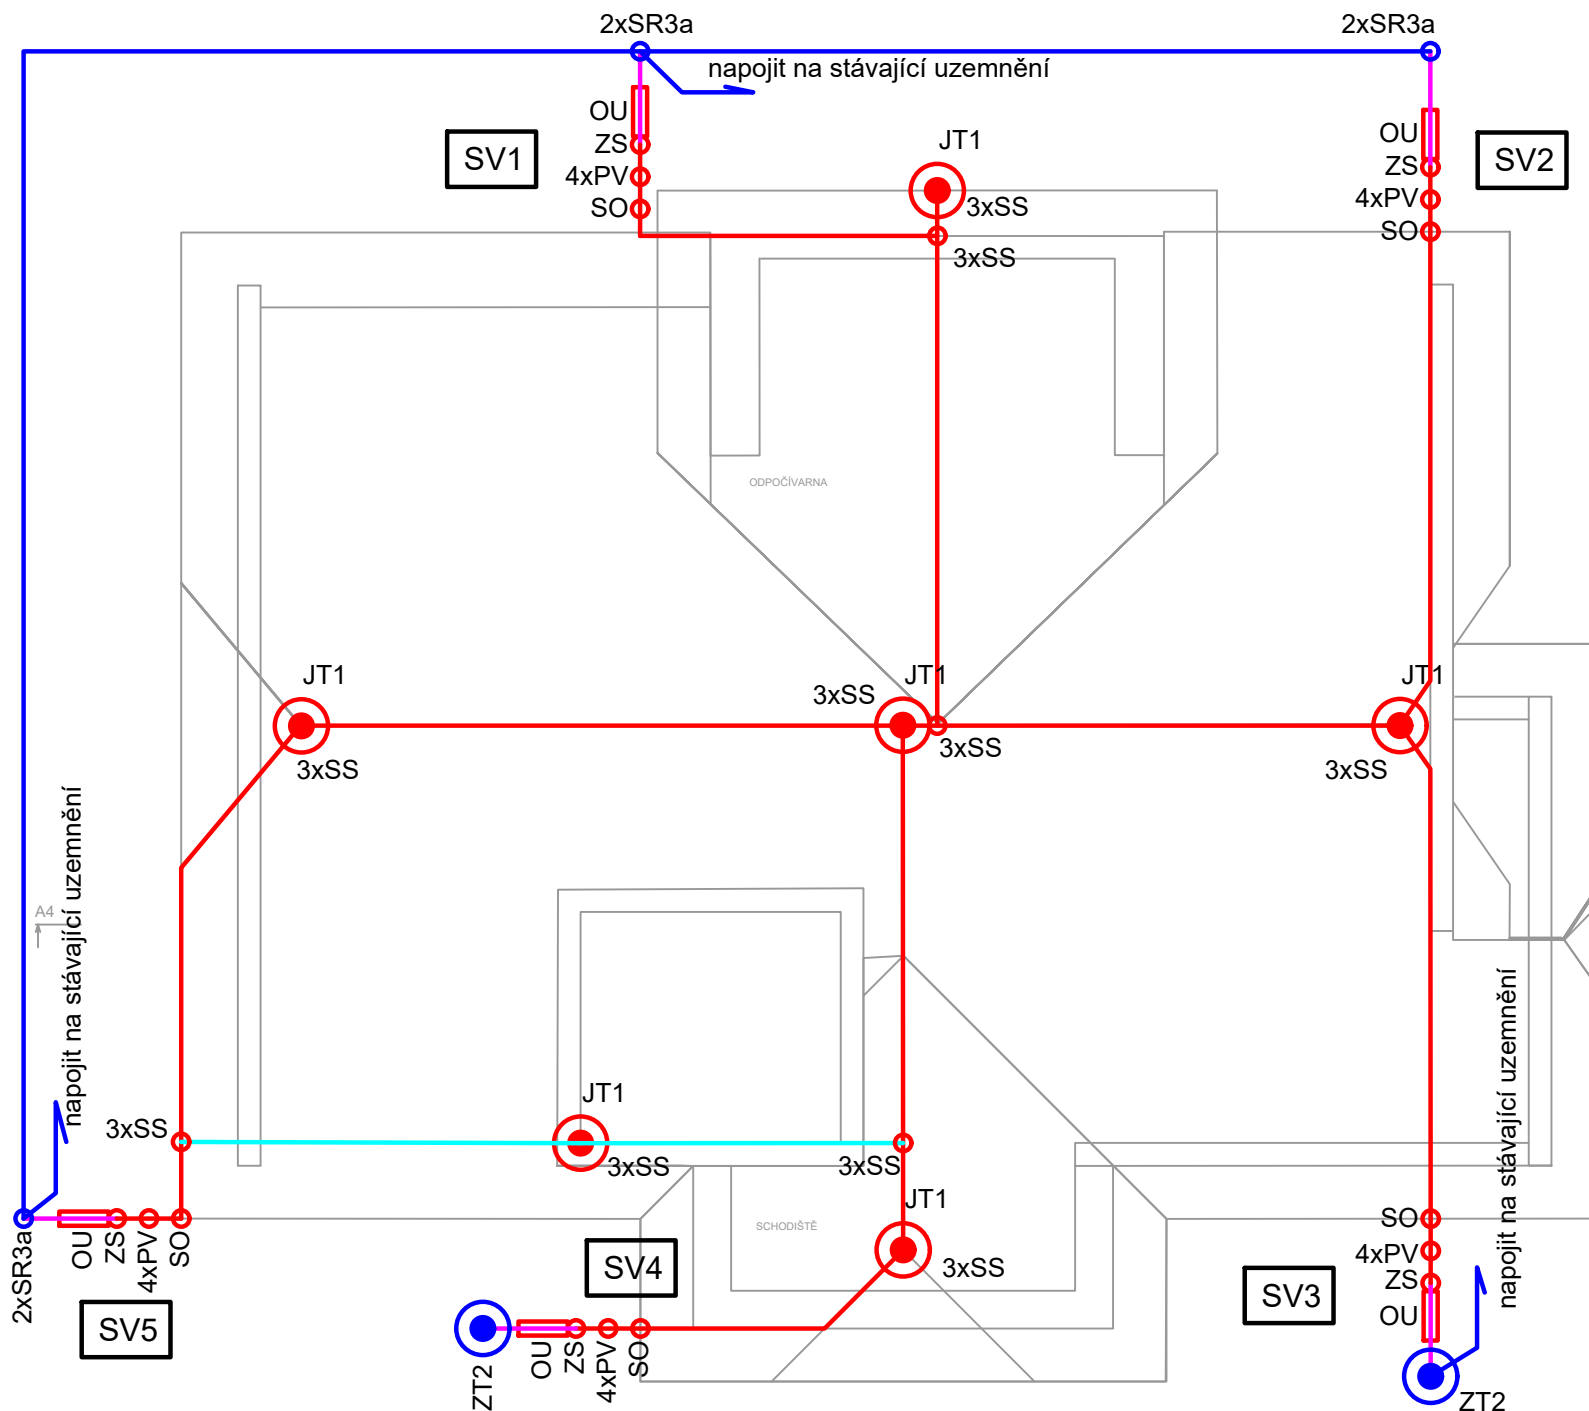 2xSR3a
2xSR3a
napojit na stávající uzemnění
OU
ZS
4xPV
SO
SV1
JT1
3xSS
3xSS
OU
ZS
4xPV
SO
SV2
ODPOČÍVARNA
JT1
3xSS
3xSS
JT1
3xSS
JT1
3xSS
A4
napojit na stávající uzemnění
3xSS
JT1
3xSS
3xSS
JT1
3xSS
SCHODIŠTĚ
napojit na stávající uzemnění
2xSR3a
OU
ZS
4xPV
SO
SV5
SV4
ZT2
OU
ZS
4xPV
SO
SO
4xPV
ZS
OU
SV3
ZT2